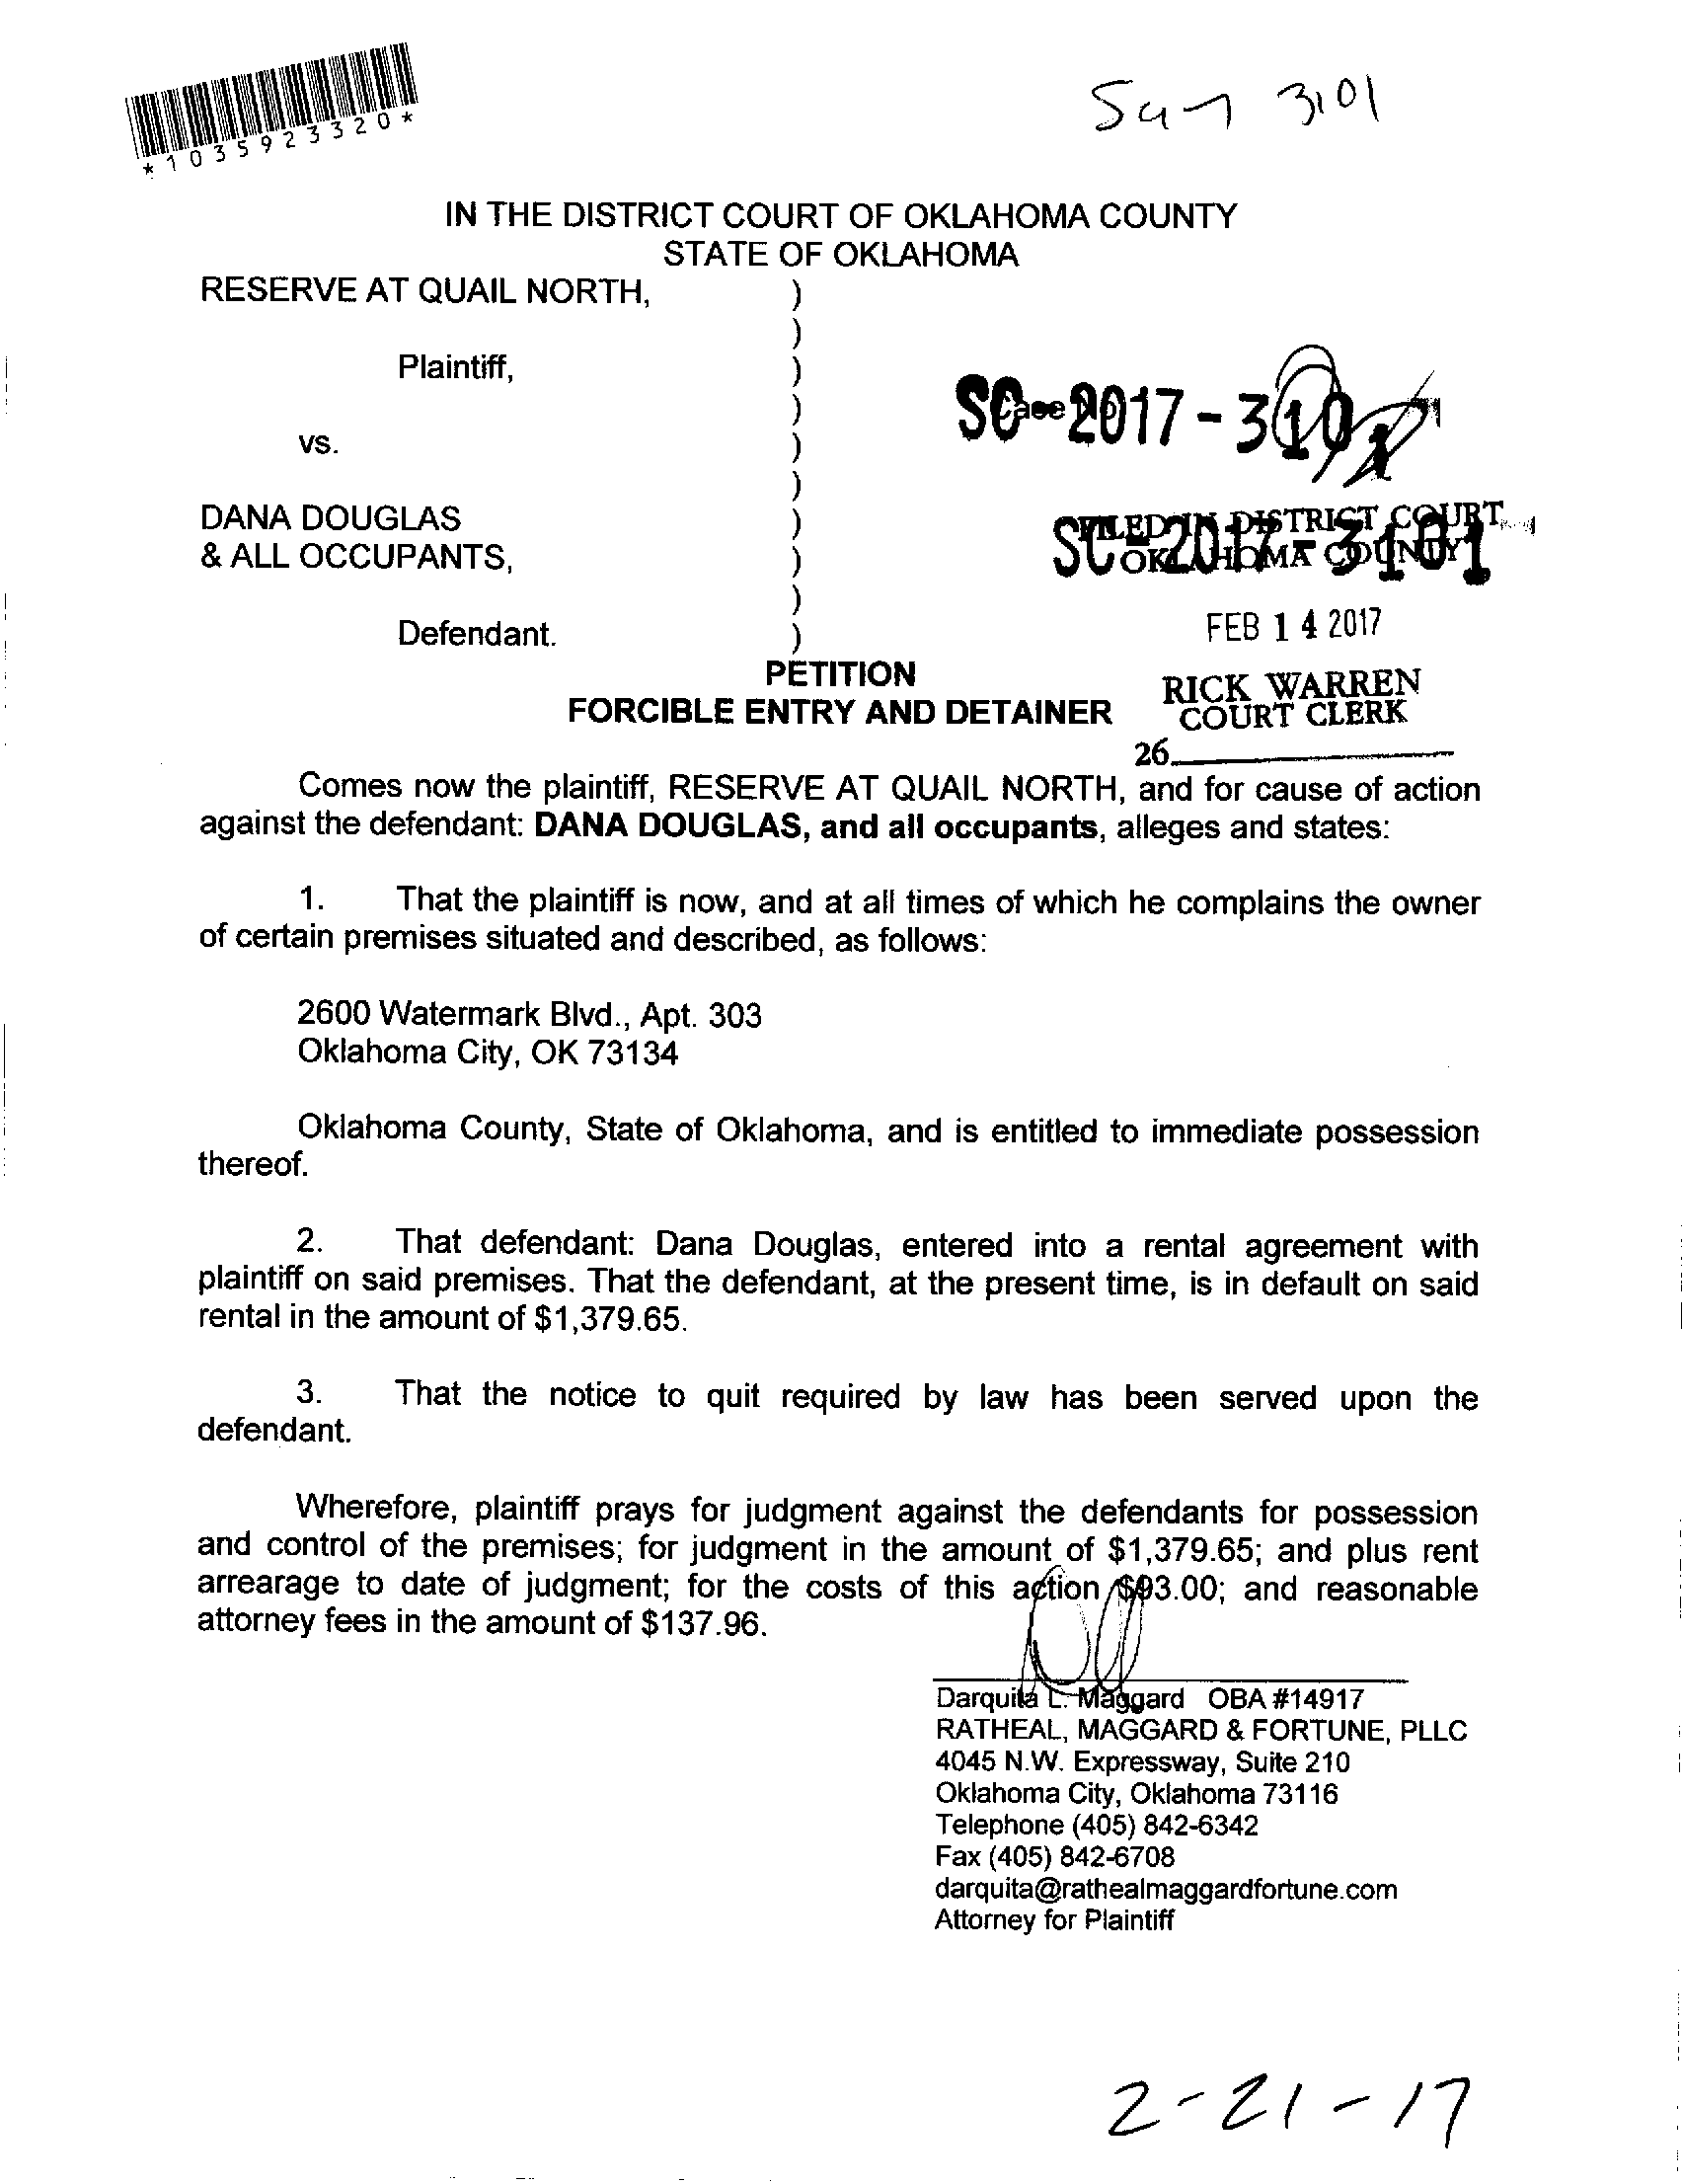 *1035923320*
3101
IN THE DISTRICT COURT OF OKLAHOMA COUNTY
STATE OF OKLAHOMA
RESERVE AT QUAIL NORTH, )
)
Plaintiff, )
)
vs. )
)
DANA DOUGLAS )
& ALL OCCUPANTS, )
)
Defendant. )
SC-2017-
FILED IN DISTRICT COURT
OKLAHOMA COUNTY
SC-2017-3101
FEB 14 2017
RICK WARREN
COURT CLERK
26
PETITION
FORCIBLE ENTRY AND DETAINER
Comes now the plaintiff, RESERVE AT QUAIL NORTH, and for cause of action
against the defendant: DANA DOUGLAS, and all occupants, alleges and states:
1. That the plaintiff is now, and at all times of which he complains the owner
of certain premises situated and described, as follows:
2600 Watermark Blvd., Apt. 303
Oklahoma City, OK 73134
Oklahoma County, State of Oklahoma, and is entitled to immediate possession
thereof.
2. That defendant: Dana Douglas, entered into a rental agreement with
plaintiff on said premises. That the defendant, at the present time, is in default on said
rental in the amount of $1,379.65.
3. That the notice to quit required by law has been served upon the
defendant.
Wherefore, plaintiff prays for judgment against the defendants for possession
and control of the premises; for judgment in the amount of $1,379.65; and plus rent
arrearage to date of judgment; for the costs of this action $93.00; and reasonable
attorney fees in the amount of $137.96.
Darquita L. Maggard OBA #14917
RATHEAL, MAGGARD & FORTUNE, PLLC
4045 N.W. Expressway, Suite 210
Oklahoma City, Oklahoma 73116
Telephone (405) 842-6342
Fax (405) 842-6708
darquita@rathealmaggardfortune.com
Attorney for Plaintiff
2-21-17